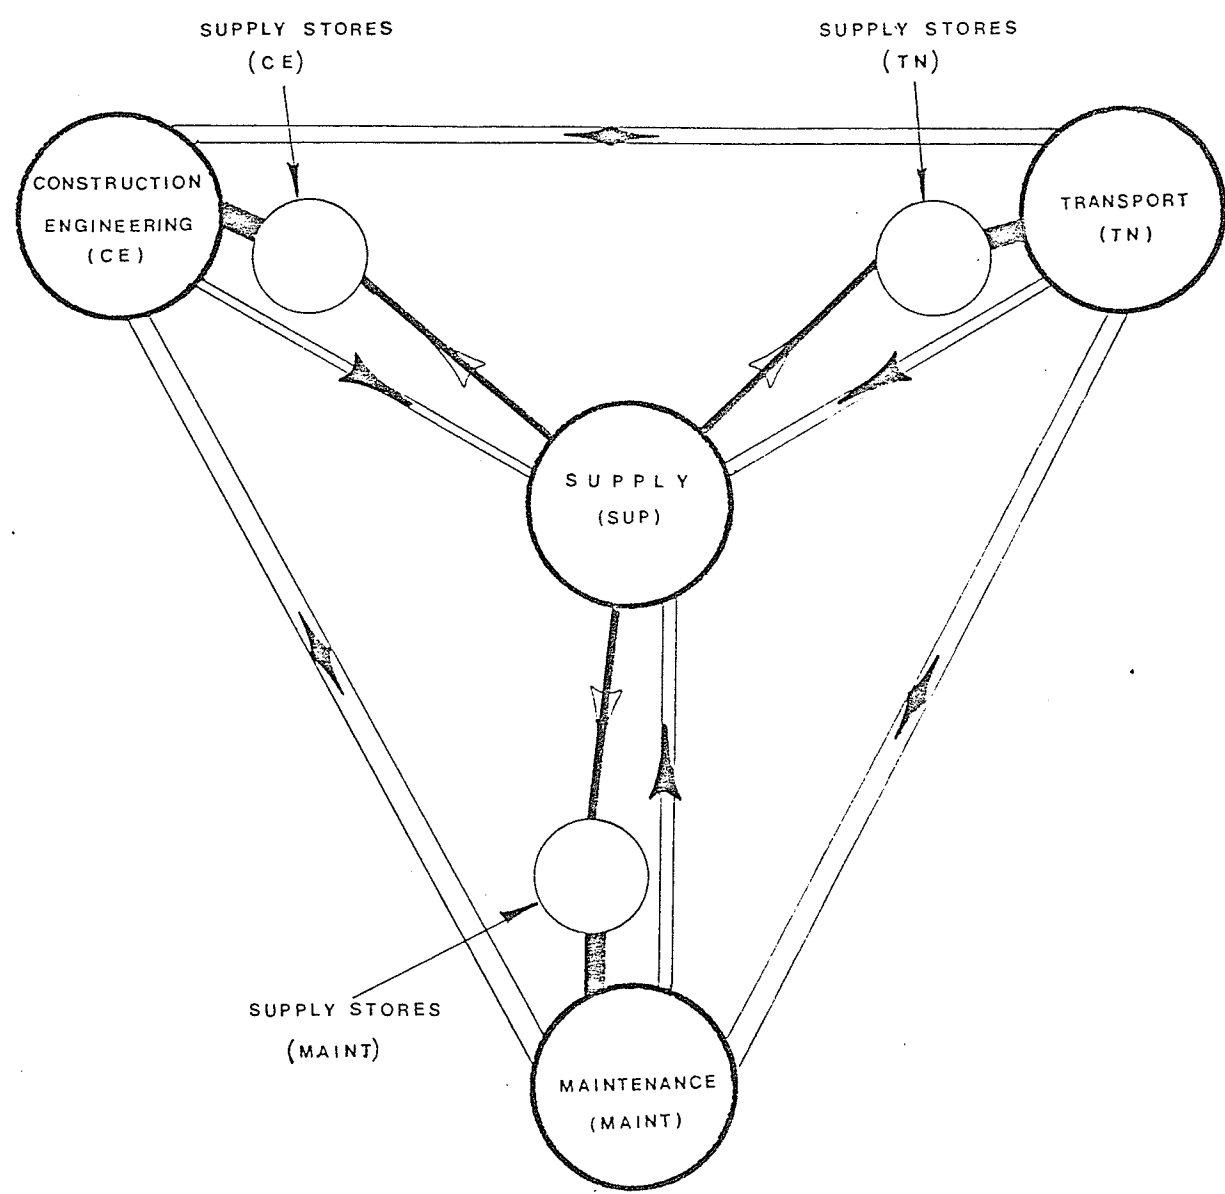 SUPPLY STORES
(CE)
SUPPLY STORES
(TN)
CONSTRUCTION
ENGINEERING
(CE)
TRANSPORT
(TN)
SUPPLY
(SUP)
SUPPLY STORES
(MAINT)
MAINTENANCE
(MAINT)